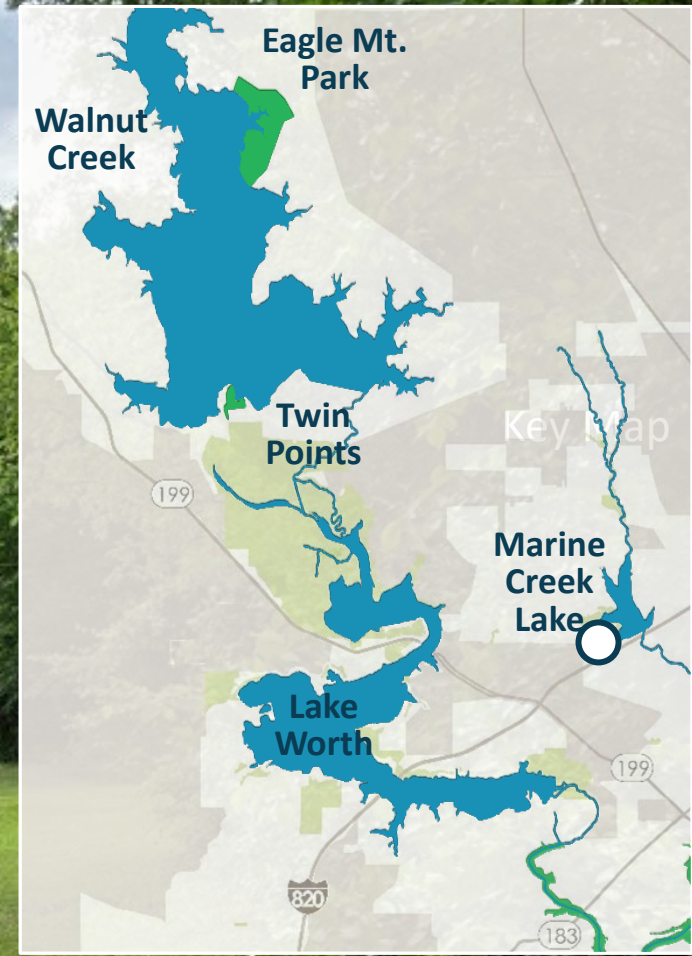 Eagle Mt.
Park
Walnut
Creek
Twin
Points
Key Map
199
Marine
Creek
Lake
Lake
Worth
199
820
183